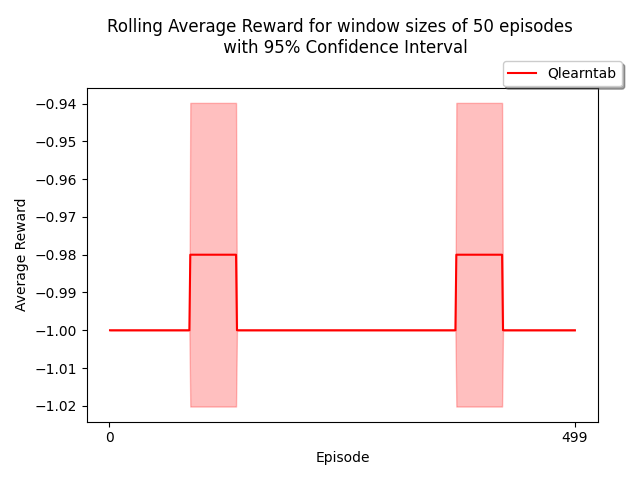 Rolling Average Reward for window sizes of 50 episodes
with 95% Confidence Interval
Qlearntab
−0.94
−0.95
−0.96
−0.97
−0.98
−0.99
−1.00
−1.01
−1.02
Average Reward
0
499
Episode